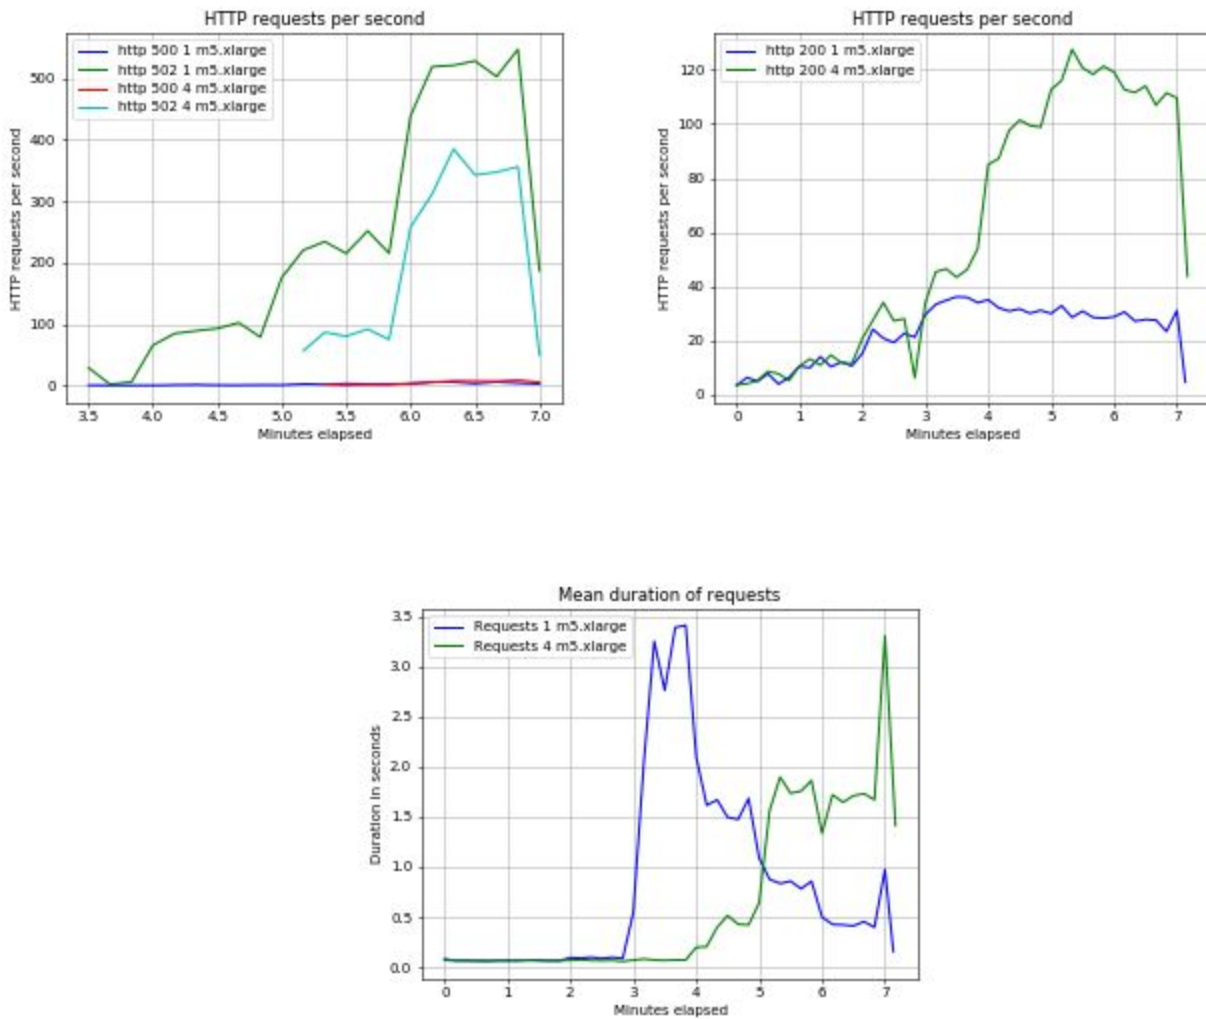 HTTP requests per second
http 500 1 m5.xlarge
http 502 1 m5.xlarge
http 500 4 m5.xlarge
http 502 4 m5.xlarge
HTTP requests per second
500
400
300
200
100
0
3.5 4.0 4.5 5.0 5.5 6.0 6.5 7.0
Minutes elapsed
HTTP requests per second
http 200 1 m5.xlarge
http 200 4 m5.xlarge
HTTP requests per second
120
100
80
60
40
20
0
0 1 2 3 4 5 6 7
Minutes elapsed
Mean duration of requests
Requests 1 m5.xlarge
Requests 4 m5.xlarge
Duration in seconds
3.5
3.0
2.5
2.0
1.5
1.0
0.5
0.0
0 1 2 3 4 5 6 7
Minutes elapsed